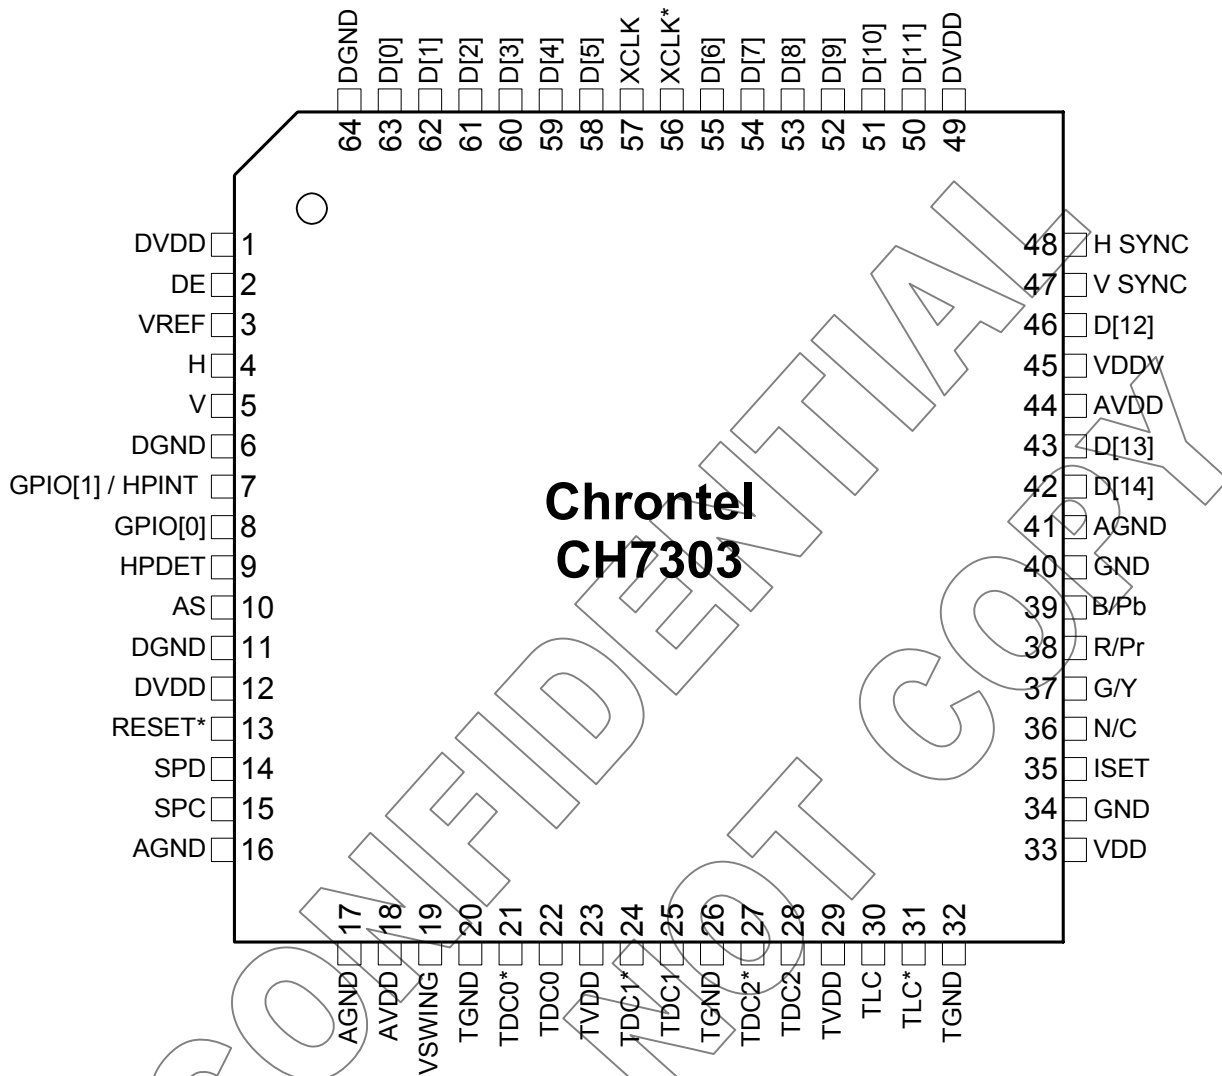 DGND
D[0]
D[1]
D[2]
D[3]
D[4]
D[5]
XCLK
XCLK*
D[6]
D[7]
D[8]
D[9]
D[10]
D[11]
DVDD
64
63
62
61
60
59
58
57
56
55
54
53
52
51
50
49
DVDD 1
DE 2
VREF 3
H 4
V 5
DGND 6
GPIO[1] / HPINT 7
GPIO[0] 8
HPDET 9
AS 10
DGND 11
DVDD 12
RESET* 13
SPD 14
SPC 15
AGND 16
Chrontel
CH7303
48 H SYNC
47 V SYNC
46 D[12]
45 VDDV
44 AVDD
43 D[13]
42 D[14]
41 AGND
40 GND
39 B/Pb
38 R/Pr
37 G/Y
36 N/C
35 ISET
34 GND
33 VDD
17
18
19
20
21
22
23
24
25
26
27
28
29
30
31
32
AGND
AVDD
VSWING
TGND
TDC0*
TDC0
TVDD
TDC1*
TDC1
TGND
TDC2*
TDC2
TVDD
TLC
TLC*
TGND
CONFIDENTIAL
NOT COPY